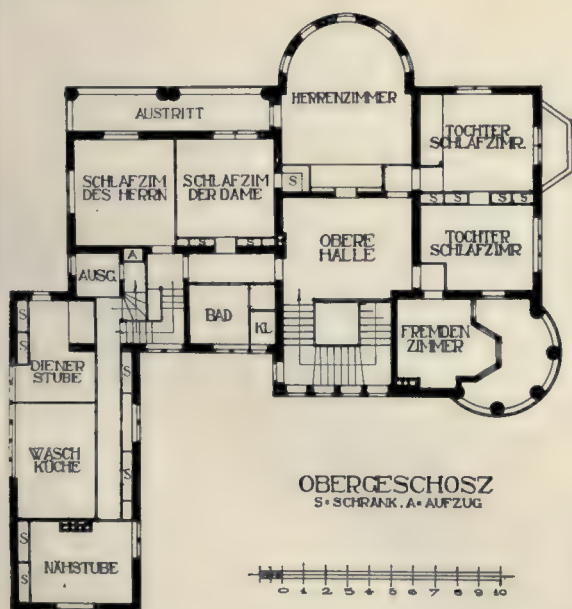 AUSTRITT
HERRENZIMMER
TOCHTER
SCHLAFZIMR.
SCHLAFZIM
DES HERRN
SCHLAFZIM
DER DAME
S
S
S
S
S
S
S
S
OBERE
HALLE
TOCHTER
SCHLAFZIMR
A
AUSG.
BAD
KL
FREMDEN
ZIMMER
S
S
DIENER
STUBE
S
WASCH
KÜCHE
S
S
S
NÄHSTUBE
OBERGESCHOSZ
S=SCHRANK. A=AUFZUG
0 1 2 3 4 5 6 7 8 9 10